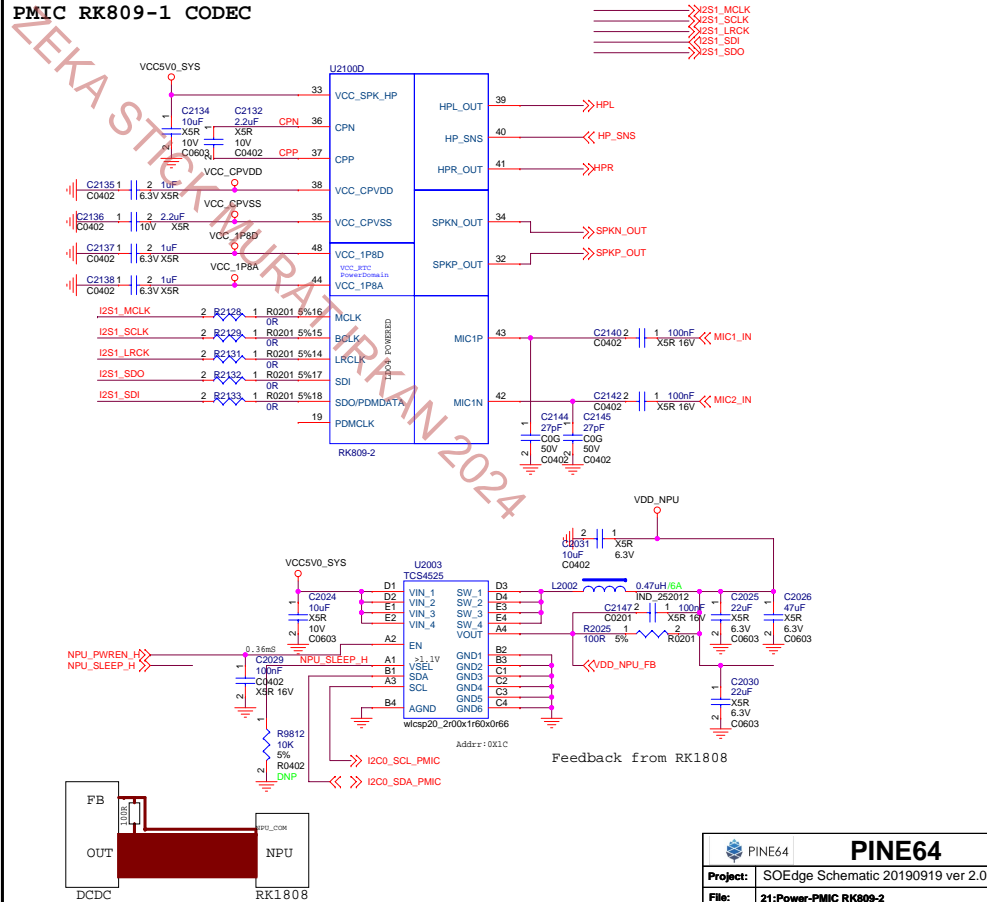 PMIC RK809-1 CODEC
I2S1_MCLK
I2S1_SCLK
I2S1_LRCK
I2S1_SDI
I2S1_SDO
ZEKA STICK MURAT IRKAN 2024
VCC5V0_SYS
U2100D
33 VCC_SPK_HP
C2134
10uF
X5R
10V
C0603
C2132
2.2uF
X5R
10V
C0402
CPN 36 CPN
CPP 37 CPP
VCC_CPVDD
C2135 1 2 1uF
C0402 6.3V X5R
38 VCC_CPVDD
VCC_CPVSS
C2136 1 2 2.2uF
C0402 10V X5R
35 VCC_CPVSS
VCC_1P8D
C2137 1 2 1uF
C0402 6.3V X5R
48 VCC_1P8D
VCC_RTC
PowerDomain
VCC_1P8A
C2138 1 2 1uF
C0402 6.3V X5R
44 VCC_1P8A
I2S1_MCLK 2 R2128 1 R0201 5% 16 MCLK
0R
I2S1_SCLK 2 R2129 1 R0201 5% 15 BCLK
0R
I2S1_LRCK 2 R2131 1 R0201 5% 14 LRCLK
0R
I2S1_SDO 2 R2132 1 R0201 5% 17 SDI
0R
I2S1_SDI 2 R2133 1 R0201 5% 18 SDO/PDMDATA
0R
19 PDMCLK
LDO4 POWERED
RK809-2
HPL_OUT 39 HPL
HP_SNS 40 HP_SNS
HPR_OUT 41 HPR
SPKN_OUT 34 SPKN_OUT
SPKP_OUT 32 SPKP_OUT
MIC1P 43 C2140 2 1 100nF MIC1_IN
C0402 X5R 16V
MIC1N 42 C2142 2 1 100nF MIC2_IN
C0402 X5R 16V
C2144
27pF
C0G
50V
C0402
C2145
27pF
C0G
50V
C0402
VDD_NPU
C2031
10uF
C0402
2 1
X5R
6.3V
VCC5V0_SYS
U2003
TCS4525
C2024
10uF
X5R
10V
C0603
D1 VIN_1
D2 VIN_2
E1 VIN_3
E2 VIN_4
A2 EN
A1 VSEL
>1.1V
B1 SDA
A3 SCL
B4 AGND
SW_1 D3
SW_2 D4
SW_3 E3
SW_4 E4
VOUT A4
GND1 B2
GND2 B3
GND3 C1
GND4 C2
GND5 C3
GND6 C4
wlcsp20_2r00x1r60x0r66
Addrr:0X1C
L2002 0.47uH/6A
IND_252012
C2147 2 1 100nF
C0201 X5R 16V
R2025 1 2
100R 5% R0201
VDD_NPU_FB
C2025
22uF
X5R
6.3V
C0603
C2026
47uF
X5R
6.3V
C0603
C2030
22uF
X5R
6.3V
C0603
NPU_PWREN_H
NPU_SLEEP_H
0.36mS
C2029
100nF
C0402
X5R 16V
NPU_SLEEP_H
R9812
10K
5%
R0402
DNP
I2C0_SCL_PMIC
I2C0_SDA_PMIC
Feedback from RK1808
FB
100R
OUT
NPU_COM
NPU
DCDC
RK1808
PINE64 PINE64
Project: SOEdge Schematic 20190919 ver 2.0
File: 21:Power-PMIC RK809-2